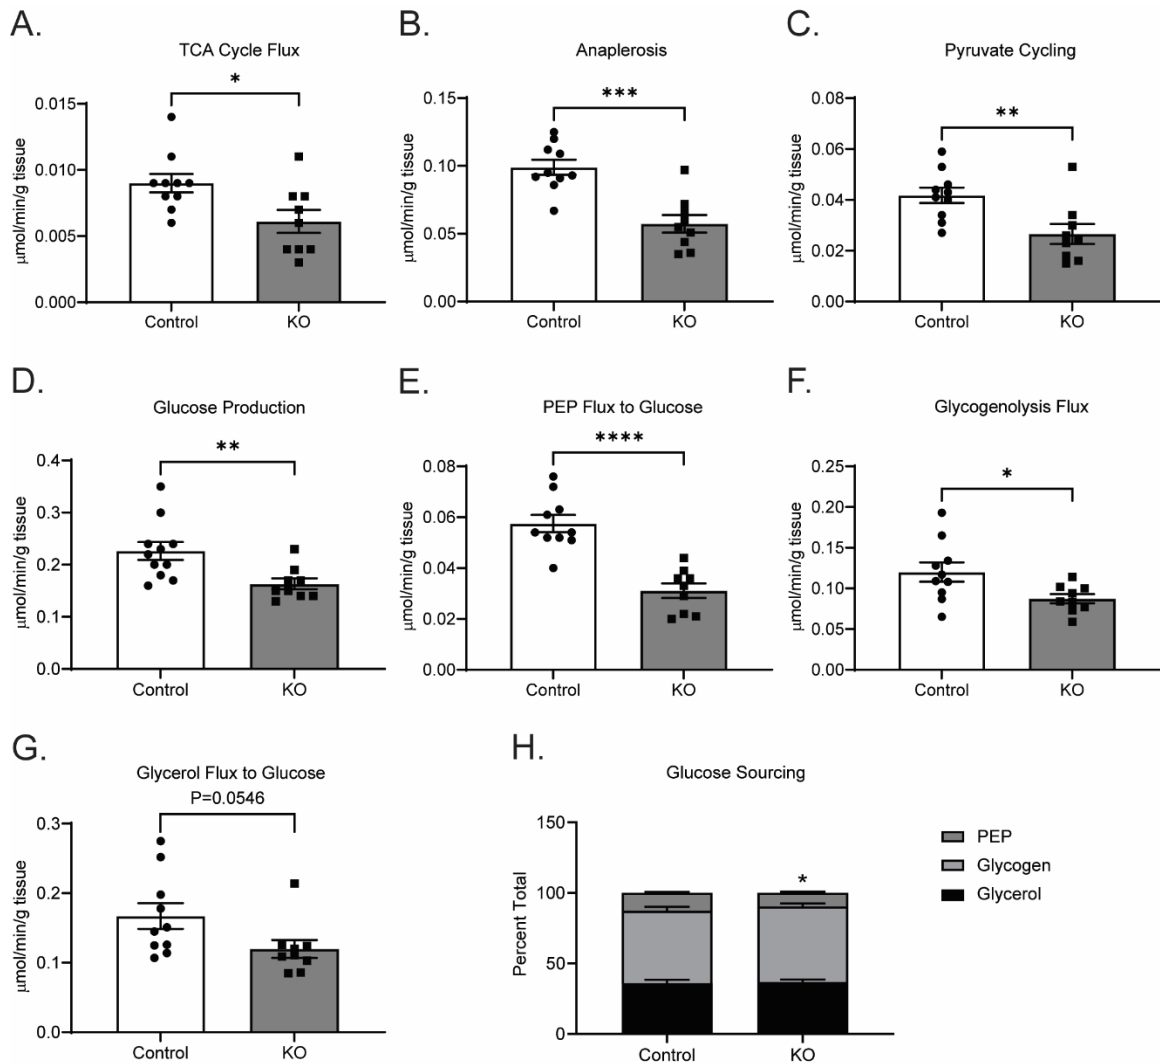 A.
TCA Cycle Flux
*
μmol/min/g tissue
0.015
0.010
0.005
0.000
Control
KO
B.
Anaplerosis
***
μmol/min/g tissue
0.15
0.10
0.05
0.00
Control
KO
C.
Pyruvate Cycling
**
μmol/min/g tissue
0.08
0.06
0.04
0.02
0.00
Control
KO
D.
Glucose Production
**
μmol/min/g tissue
0.4
0.3
0.2
0.1
0.0
Control
KO
E.
PEP Flux to Glucose
****
μmol/min/g tissue
0.08
0.06
0.04
0.02
0.00
Control
KO
F.
Glycogenolysis Flux
*
μmol/min/g tissue
0.25
0.20
0.15
0.10
0.05
0.00
Control
KO
G.
Glycerol Flux to Glucose
P=0.0546
μmol/min/g tissue
0.3
0.2
0.1
0.0
Control
KO
H.
Glucose Sourcing
*
Percent Total
150
100
50
0
Control
KO
PEP
Glycogen
Glycerol